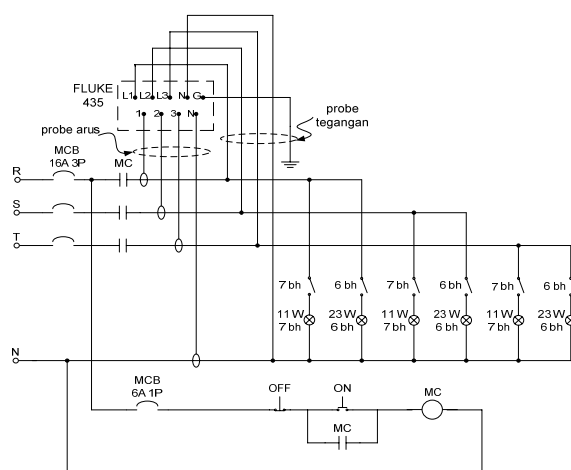 FLUKE
435
L1 L2 L3 N G
1 2 3 N
probe
tegangan
probe arus
MCB
16A 3P
MC
R
S
T
7 bh
6 bh
7 bh
6 bh
7 bh
6 bh
11 W
7 bh
23 W
6 bh
11 W
7 bh
23 W
6 bh
11 W
7 bh
23 W
6 bh
N
MCB
6A 1P
OFF
ON
MC
MC